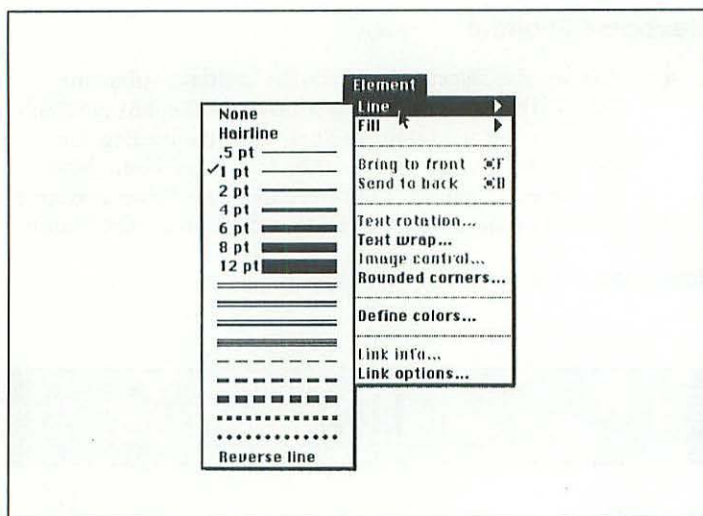 Element
Line
Fill
Bring to front ⌘F
Send to back ⌘B
Text rotation...
Text wrap...
Image control...
Rounded corners...
Define colors...
Link info...
Link options...
None
Hairline
.5 pt
✓1 pt
2 pt
4 pt
6 pt
8 pt
12 pt
Reverse line